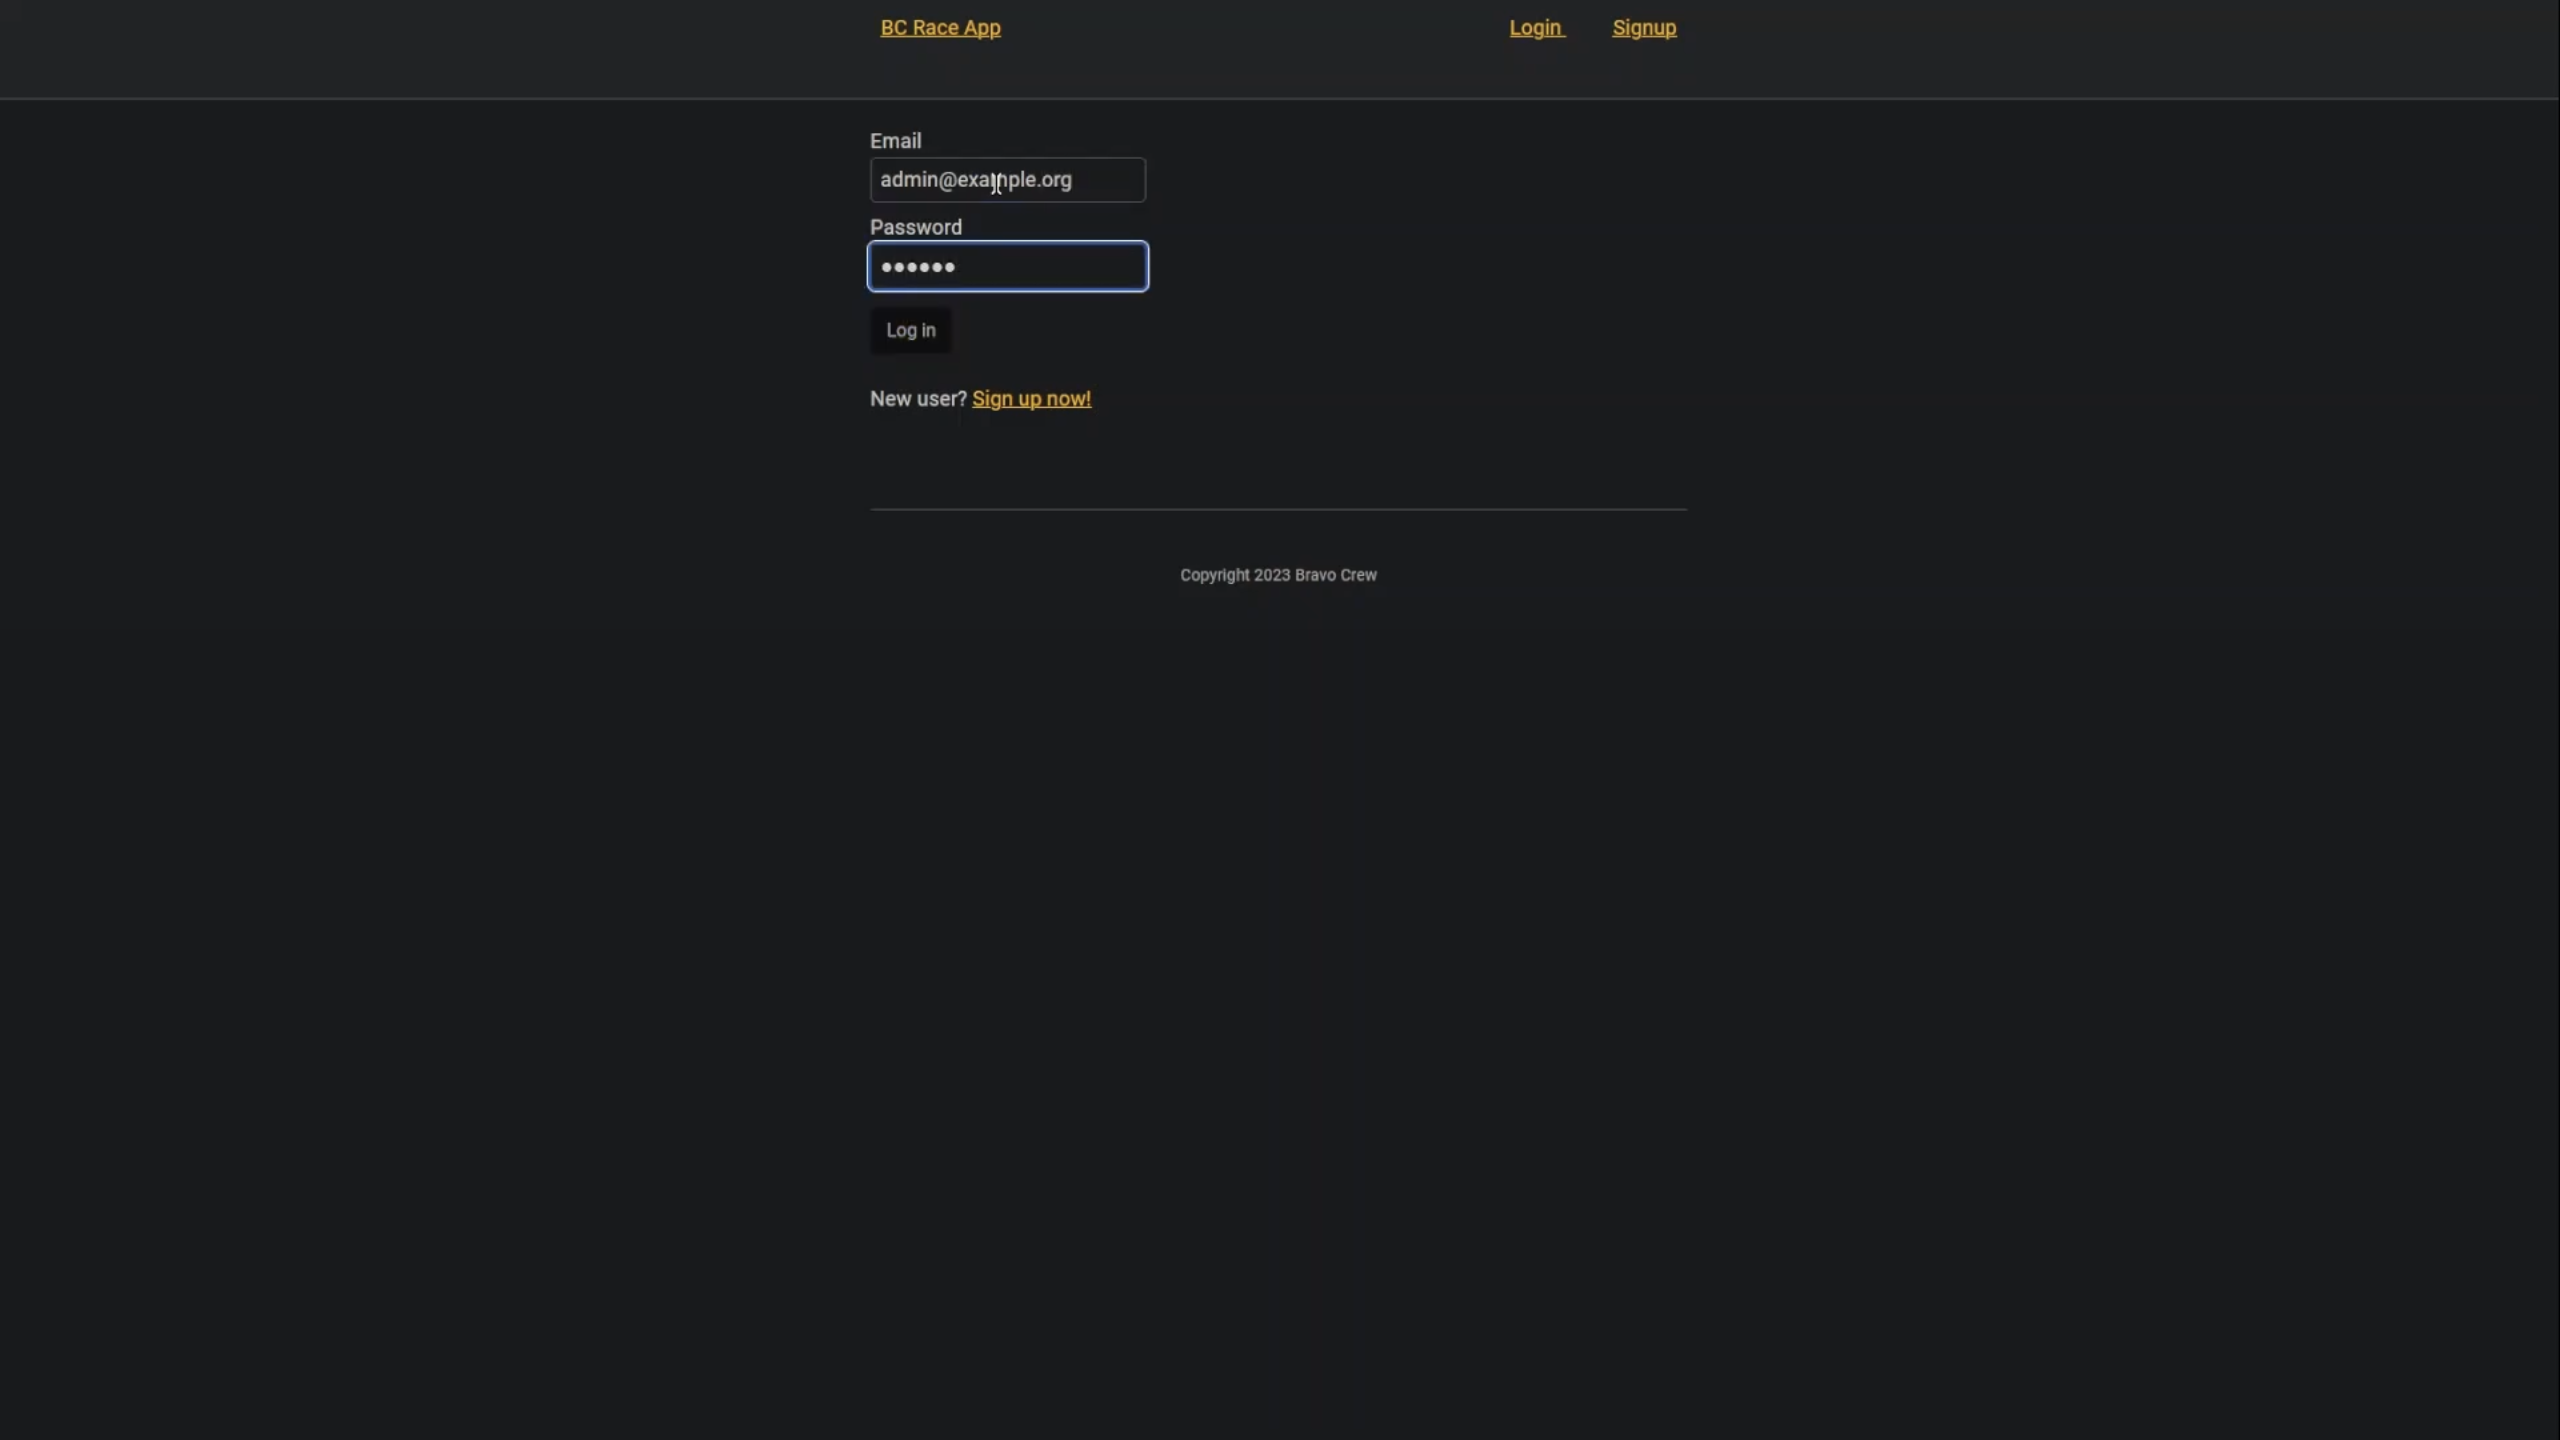 BC Race App
Login
Signup
Email
admin@example.org
Password
••••••
Log in
New user? Sign up now!
Copyright 2023 Bravo Crew